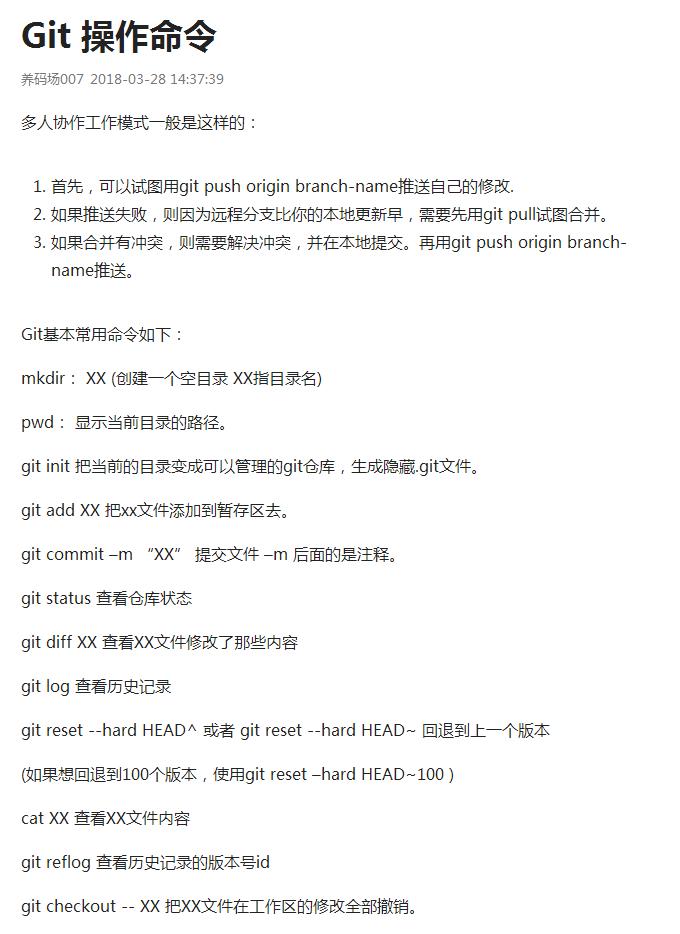 Git 操作命令
养码场007 2018-03-28 14:37:39
多人协作工作模式一般是这样的：
1. 首先，可以试图用git push origin branch-name推送自己的修改.
2. 如果推送失败，则因为远程分支比你的本地更新早，需要先用git pull试图合并。
3. 如果合并有冲突，则需要解决冲突，并在本地提交。再用git push origin branch-
name推送。
Git基本常用命令如下：
mkdir： XX (创建一个空目录 XX指目录名)
pwd： 显示当前目录的路径。
git init 把当前的目录变成可以管理的git仓库，生成隐藏.git文件。
git add XX 把xx文件添加到暂存区去。
git commit –m “XX” 提交文件 –m 后面的是注释。
git status 查看仓库状态
git diff XX 查看XX文件修改了那些内容
git log 查看历史记录
git reset --hard HEAD^ 或者 git reset --hard HEAD~ 回退到上一个版本
(如果想回退到100个版本，使用git reset –hard HEAD~100 )
cat XX 查看XX文件内容
git reflog 查看历史记录的版本号id
git checkout -- XX 把XX文件在工作区的修改全部撤销。